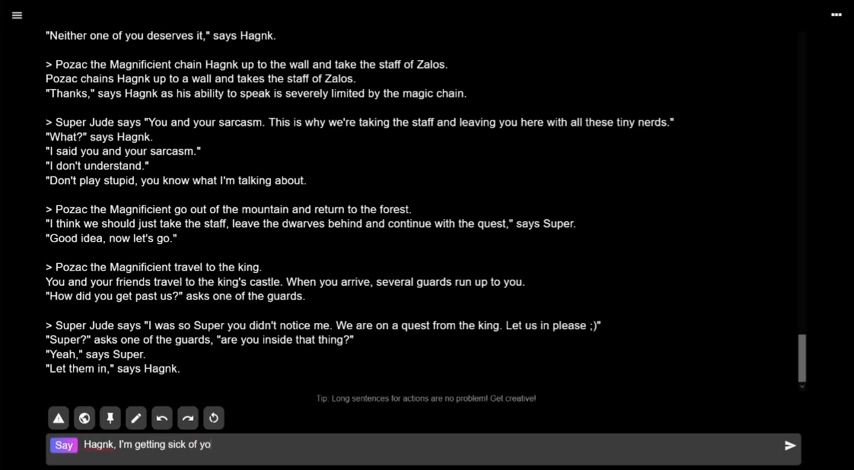 "Neither one of you deserves it," says Hagnk.
> Pozac the Magnificient chain Hagnk up to the wall and take the staff of Zalos.
Pozac chains Hagnk up to a wall and takes the staff of Zalos.
"Thanks," says Hagnk as his ability to speak is severely limited by the magic chain.
> Super Jude says "You and your sarcasm. This is why we're taking the staff and leaving you here with all these tiny nerds."
"What?" says Hagnk.
"I said you and your sarcasm."
"I don't understand."
"Don't play stupid, you know what I'm talking about.
> Pozac the Magnificient go out of the mountain and return to the forest.
"I think we should just take the staff, leave the dwarves behind and continue with the quest," says Super.
"Good idea, now let's go."
> Pozac the Magnificient travel to the king.
You and your friends travel to the king's castle. When you arrive, several guards run up to you.
"How did you get past us?" asks one of the guards.
> Super Jude says "I was so Super you didn't notice me. We are on a quest from the king. Let us in please ;)"
"Super?" asks one of the guards, "are you inside that thing?"
"Yeah," says Super.
"Let them in," says Hagnk.
Tip: Long sentences for actions are no problem! Get creative!
Say Hagnk, I'm getting sick of yo